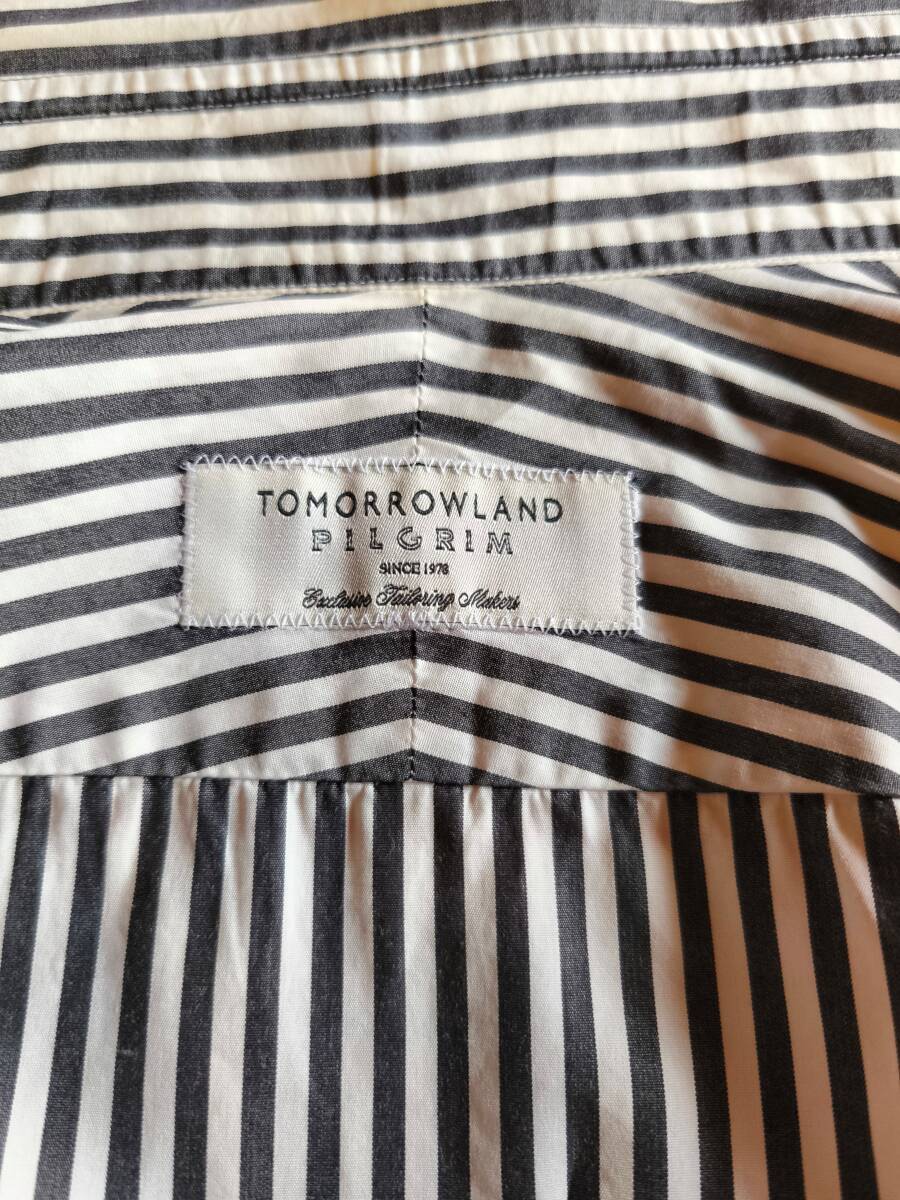 TOMORROWLAND
PILGRIM
SINCE 1978
Exclusive Tailoring Makers